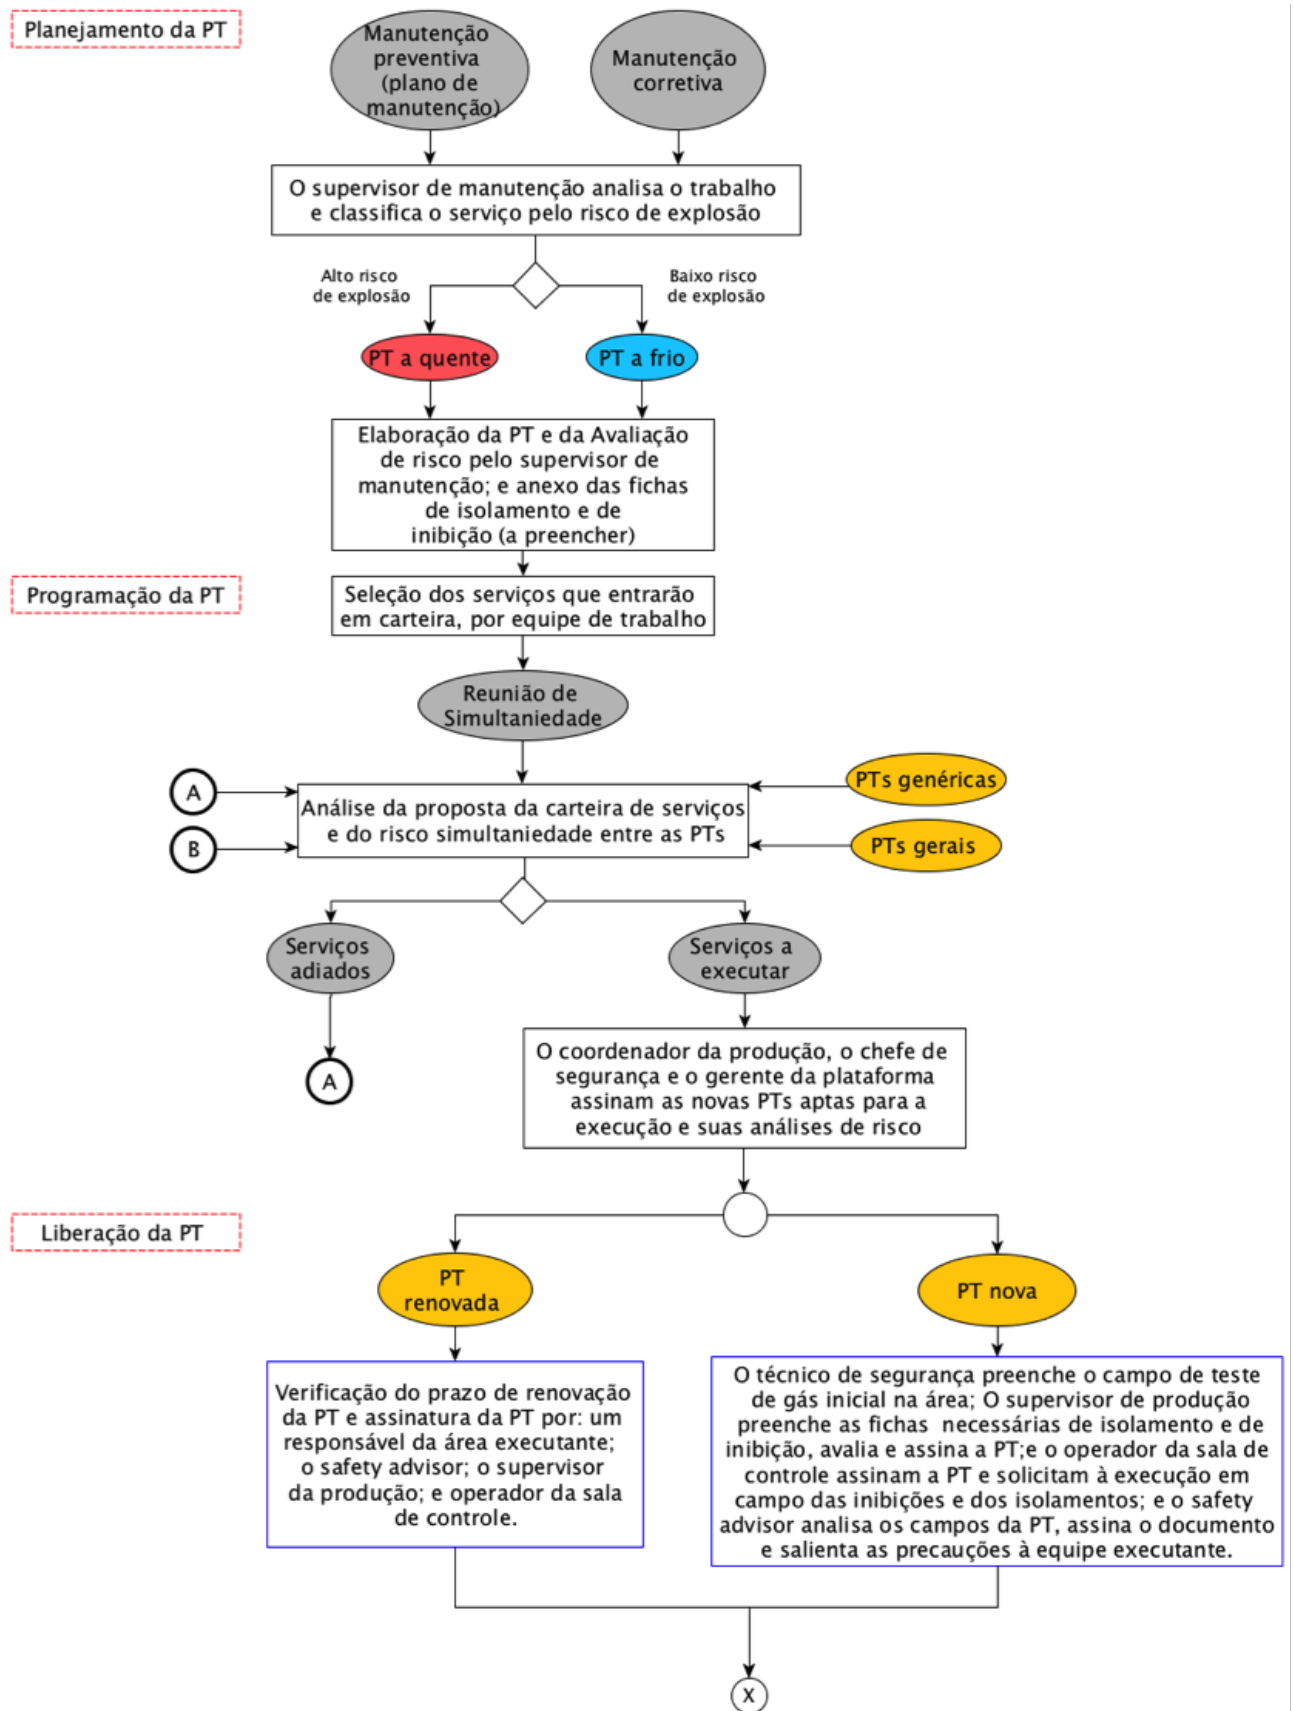 Planejamento da PT
Manutenção
preventiva
(plano de
manutenção)
Manutenção
corretiva
O supervisor de manutenção analisa o trabalho
e classifica o serviço pelo risco de explosão
Alto risco
de explosão
Baixo risco
de explosão
PT a quente
PT a frio
Elaboração da PT e da Avaliação
de risco pelo supervisor de
manutenção; e anexo das fichas
de isolamento e de
inibição (a preencher)
Programação da PT
Seleção dos serviços que entrarão
em carteira, por equipe de trabalho
Reunião de
Simultaniedade
A
B
Análise da proposta da carteira de serviços
e do risco simultaniedade entre as PTs
PTs genéricas
PTs gerais
Serviços
adiados
Serviços a
executar
A
O coordenador da produção, o chefe de
segurança e o gerente da plataforma
assinam as novas PTs aptas para a
execução e suas análises de risco
Liberação da PT
PT
renovada
PT nova
Verificação do prazo de renovação
da PT e assinatura da PT por: um
responsável da área executante;
o safety advisor; o supervisor
da produção; e operador da sala
de controle.
O técnico de segurança preenche o campo de teste
de gás inicial na área; O supervisor de produção
preenche as fichas necessárias de isolamento e de
inibição, avalia e assina a PT;e o operador da sala de
controle assinam a PT e solicitam à execução em
campo das inibições e dos isolamentos; e o safety
advisor analisa os campos da PT, assina o documento
e salienta as precauções à equipe executante.
X